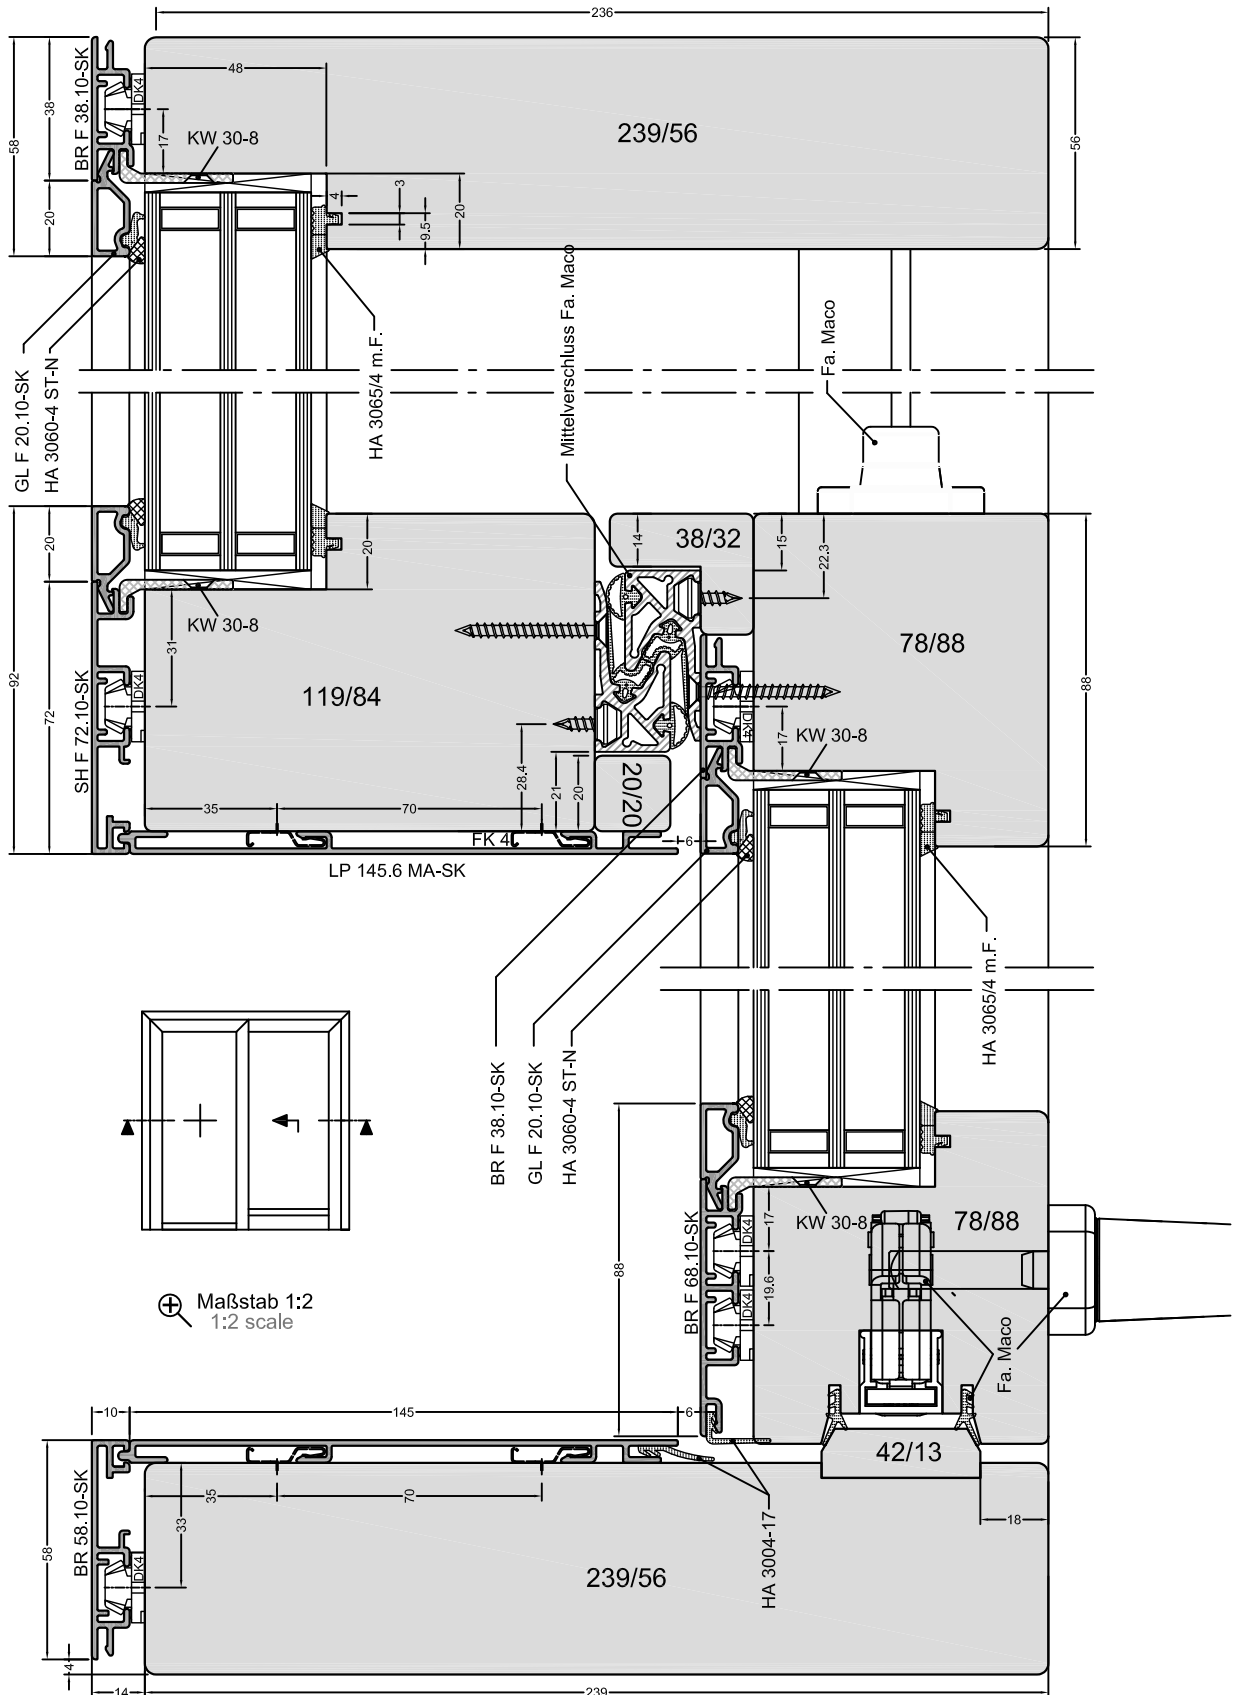 236
58
38
20
BR F 38.10-SK
DK4
48
17
KW 30-8
239/56
56
4
3
9.5
20
GL F 20.10-SK
HA 3060-4 ST-N
HA 3065/4 m.F.
Mittelverschluss Fa. Maco
Fa. Maco
92
20
72
SH F 72.10-SK
DK4
KW 30-8
31
20
119/84
14
38/32
15
22.3
78/88
88
DK4
17
KW 30-8
28.4
21
20
20/20
35
70
FK 4
6
LP 145.6 MA-SK
BR F 38.10-SK
GL F 20.10-SK
HA 3060-4 ST-N
HA 3065/4 m.F.
Maßstab 1:2
1:2 scale
88
BR F 68.10-SK
DK4
DK4
17
19.6
KW 30-8
78/88
Fa. Maco
10
145
6
42/13
18
58
BR 58.10-SK
DK4
35
70
33
HA 3004-17
239/56
4
14
239